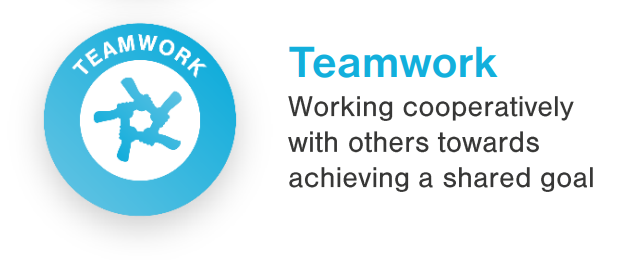 TEAMWORK
Teamwork
Working cooperatively
with others towards
achieving a shared goal